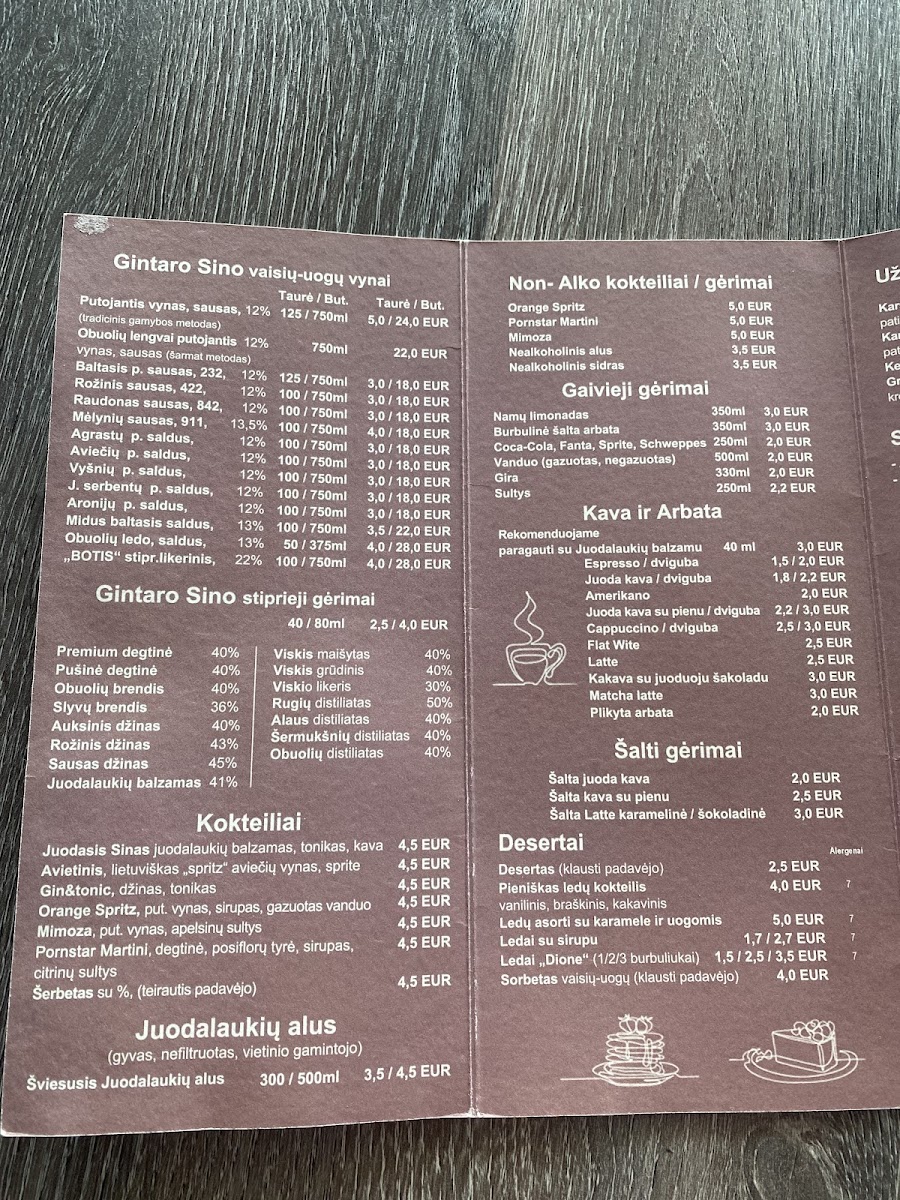 Gintaro Sino vaisių-uogų vynai
Taurė / But. Taurė / But.
Putojantis vynas, sausas, 12% 125 / 750ml 5,0 / 24,0 EUR
(tradicinis gamybos metodas)
Obuolių lengvai putojantis 12% 750ml 22,0 EUR
vynas, sausas (šarmat metodas)
Baltasis p. sausas, 232, 12% 125 / 750ml 3,0 / 18,0 EUR
Rožinis sausas, 422, 12% 100 / 750ml 3,0 / 18,0 EUR
Raudonas sausas, 842, 12% 100 / 750ml 3,0 / 18,0 EUR
Mėlynių sausas, 911, 13,5% 100 / 750ml 4,0 / 18,0 EUR
Agrastų p. saldus, 12% 100 / 750ml 3,0 / 18,0 EUR
Aviečių p. saldus, 12% 100 / 750ml 3,0 / 18,0 EUR
Vyšnių p. saldus, 12% 100 / 750ml 3,0 / 18,0 EUR
J. serbentų p. saldus, 12% 100 / 750ml 3,0 / 18,0 EUR
Aronijų p. saldus, 12% 100 / 750ml 3,0 / 18,0 EUR
Midus baltasis saldus, 13% 100 / 750ml 3,5 / 22,0 EUR
Obuolių ledo, saldus, 13% 50 / 375ml 4,0 / 28,0 EUR
„BOTIS“ stipr.likerinis, 22% 100 / 750ml 4,0 / 28,0 EUR
Gintaro Sino stiprieji gėrimai
40 / 80ml 2,5 / 4,0 EUR
Premium degtinė 40%
Pušinė degtinė 40%
Obuolių brendis 40%
Slyvų brendis 36%
Auksinis džinas 40%
Rožinis džinas 43%
Sausas džinas 45%
Juodalaukių balzamas 41%
Viskis maišytas 40%
Viskis grūdinis 40%
Viskio likeris 30%
Rugių distiliatas 50%
Alaus distiliatas 40%
Šermukšnių distiliatas 40%
Obuolių distiliatas 40%
Kokteiliai
Juodasis Sinas juodalaukių balzamas, tonikas, kava 4,5 EUR
Avietinis, lietuviškas „spritz“ aviečių vynas, sprite 4,5 EUR
Gin&tonic, džinas, tonikas 4,5 EUR
Orange Spritz, put. vynas, sirupas, gazuotas vanduo 4,5 EUR
Mimoza, put. vynas, apelsinų sultys 4,5 EUR
Pornstar Martini, degtinė, posiflorų tyrė, sirupas, 4,5 EUR
citrinų sultys
Šerbetas su %, (teirautis padavėjo) 4,5 EUR
Juodalaukių alus
(gyvas, nefiltruotas, vietinio gamintojo)
Šviesusis Juodalaukių alus 300 / 500ml 3,5 / 4,5 EUR
Non- Alko kokteiliai / gėrimai
Orange Spritz 5,0 EUR
Pornstar Martini 5,0 EUR
Mimoza 5,0 EUR
Nealkoholinis alus 3,5 EUR
Nealkoholinis sidras 3,5 EUR
Gaivieji gėrimai
Namų limonadas 350ml 3,0 EUR
Burbulinė šalta arbata 350ml 3,0 EUR
Coca-Cola, Fanta, Sprite, Schweppes 250ml 2,0 EUR
Vanduo (gazuotas, negazuotas) 500ml 2,0 EUR
Gira 330ml 2,0 EUR
Sultys 250ml 2,2 EUR
Kava ir Arbata
Rekomenduojame
paragauti su Juodalaukių balzamu 40 ml 3,0 EUR
Espresso / dviguba 1,5 / 2,0 EUR
Juoda kava / dviguba 1,8 / 2,2 EUR
Amerikano 2,0 EUR
Juoda kava su pienu / dviguba 2,2 / 3,0 EUR
Cappuccino / dviguba 2,5 / 3,0 EUR
Flat Wite 2,5 EUR
Latte 2,5 EUR
Kakava su juoduoju šakoladu 3,0 EUR
Matcha latte 3,0 EUR
Plikyta arbata 2,0 EUR
Šalti gėrimai
Šalta juoda kava 2,0 EUR
Šalta kava su pienu 2,5 EUR
Šalta Latte karamelinė / šokoladinė 3,0 EUR
Desertai
Alergenai
Desertas (klausti padavėjo) 2,5 EUR
Pieniškas ledų kokteilis 4,0 EUR 7
vanilinis, braškinis, kakavinis
Ledų asorti su karamele ir uogomis 5,0 EUR 7
Ledai su sirupu 1,7 / 2,7 EUR 7
Ledai „Dione“ (1/2/3 burbuliukai) 1,5 / 2,5 / 3,5 EUR 7
Sorbetas vaisių-uogų (klausti padavėjo) 4,0 EUR